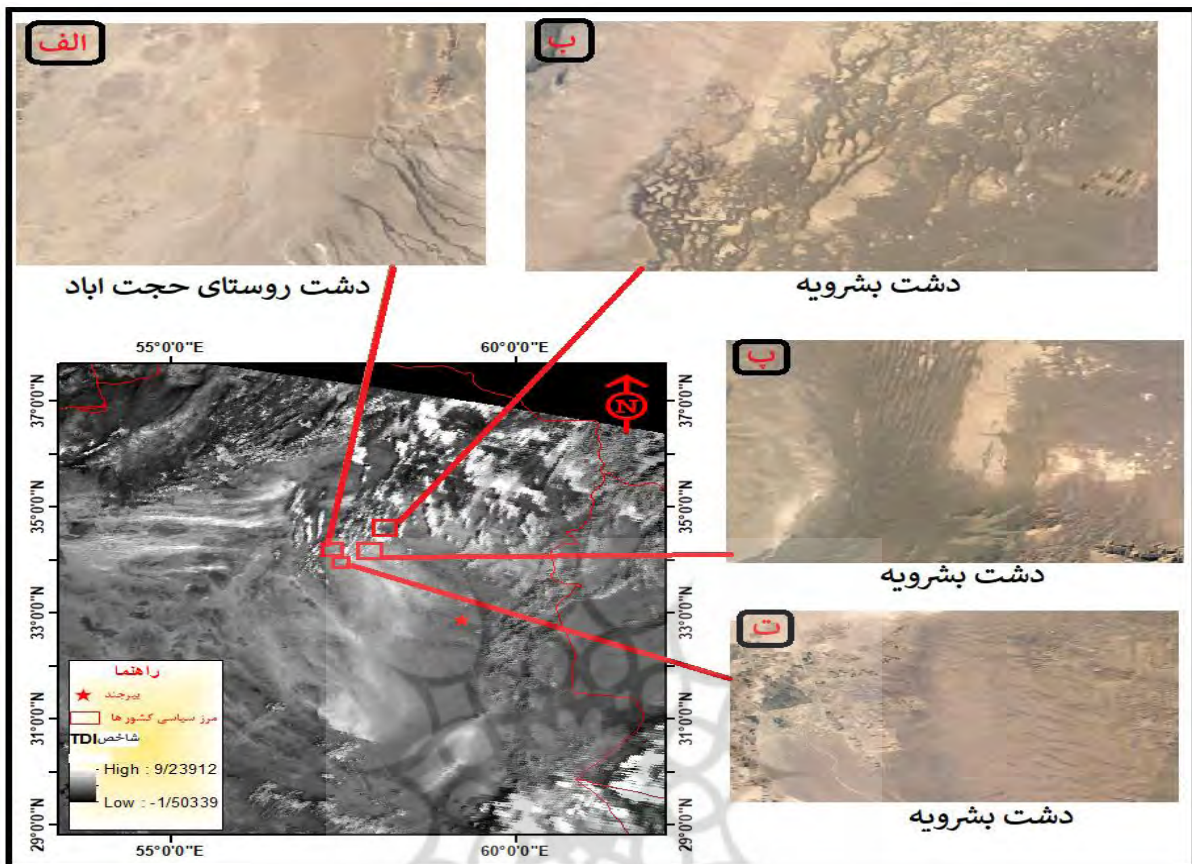 الف
ب
دشت روستای حجت اباد
دشت بشرویه
پ
دشت بشرویه
ت
دشت بشرویه
55°0'0"E
60°0'0"E
37°0'0"N
35°0'0"N
33°0'0"N
31°0'0"N
29°0'0"N
N
37°0'0"N
35°0'0"N
33°0'0"N
31°0'0"N
29°0'0"N
راهنما
بیرجند
مرز سیاسی کشور ها
شاخص TDI
High : 9/23912
Low : -1/50339
55°0'0"E
60°0'0"E